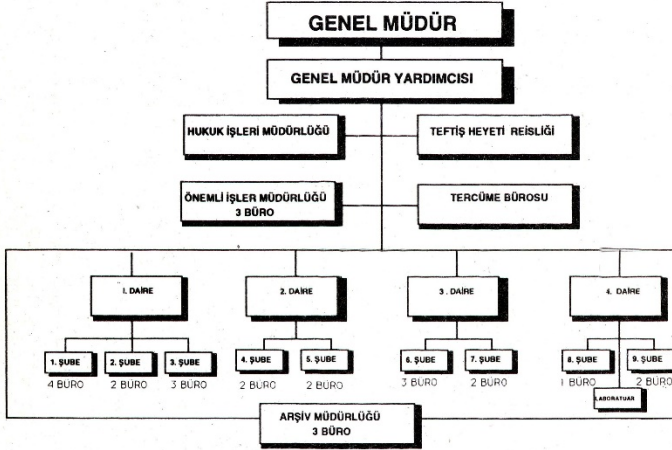 GENEL MÜDÜR
GENEL MÜDÜR YARDIMCISI
HUKUK İŞLERİ MÜDÜRLÜĞÜ
TEFTİŞ HEYETİ REİSLİĞİ
ÖNEMLİ İŞLER MÜDÜRLÜĞÜ
3 BÜRO
TERCÜME BÜROSU
1. DAİRE
2. DAİRE
3. DAİRE
4. DAİRE
1. ŞUBE
2. ŞUBE
3. ŞUBE
4. ŞUBE
5. ŞUBE
6. ŞUBE
7. ŞUBE
8. ŞUBE
9. ŞUBE
4 BÜRO
2 BÜRO
3 BÜRO
2 BÜRO
2 BÜRO
3 BÜRO
2 BÜRO
1 BÜRO
2 BÜRO
LABORATUAR
ARŞİV MÜDÜRLÜĞÜ
3 BÜRO